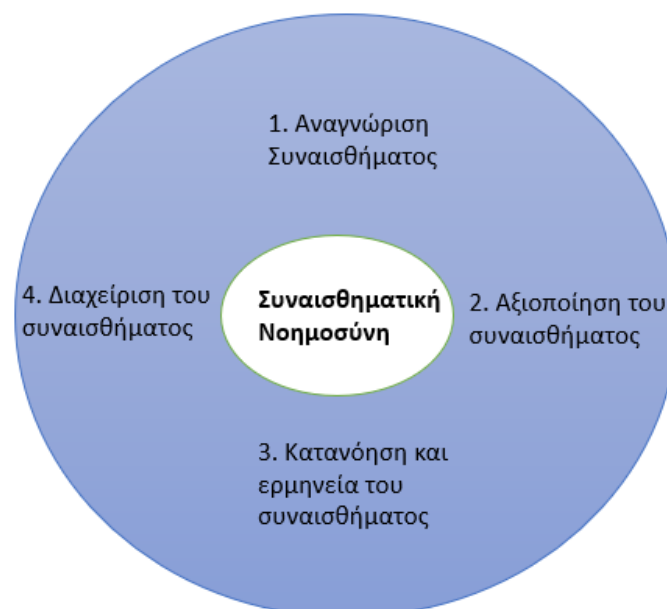 1. Αναγνώριση
Συναισθήματος
4. Διαχείριση του
συναισθήματος
Συναισθηματική
Νοημοσύνη
2. Αξιοποίηση του
συναισθήματος
3. Κατανόηση και
ερμηνεία του
συναισθήματος